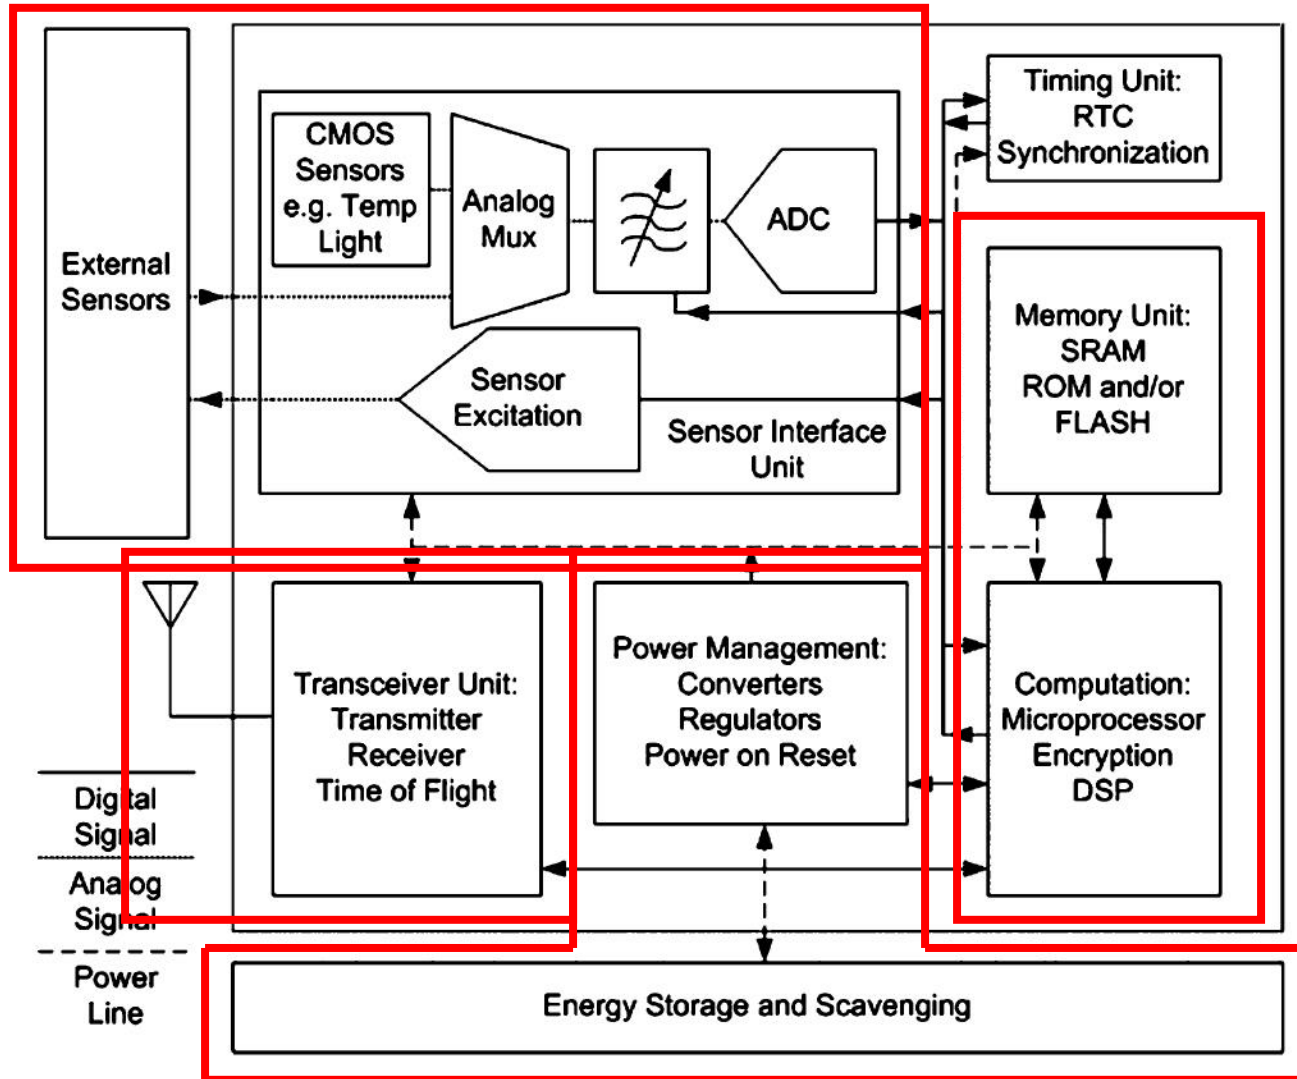 External
Sensors
CMOS
Sensors
e.g. Temp
Light
Analog
Mux
ADC
Sensor
Excitation
Sensor Interface
Unit
Timing Unit:
RTC
Synchronization
Memory Unit:
SRAM
ROM and/or
FLASH
Transceiver Unit:
Transmitter
Receiver
Time of Flight
Power Management:
Converters
Regulators
Power on Reset
Computation:
Microprocessor
Encryption
DSP
Digital
Signal
Analog
Signal
Power
Line
Energy Storage and Scavenging